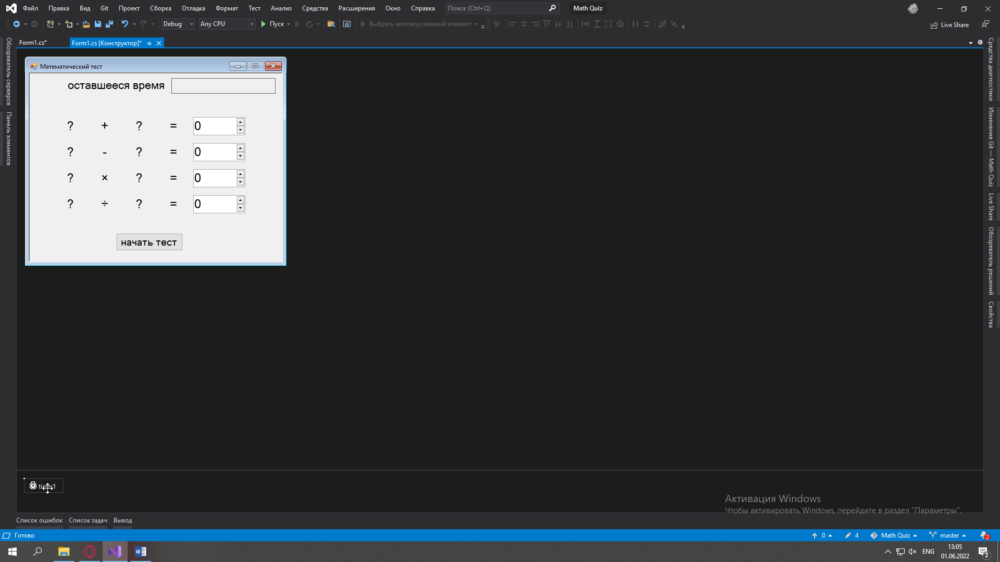 Файл Правка Вид Git Проект Сборка Отладка Формат Тест Анализ Средства Расширения Окно Справка Поиск (Ctrl+Q) Math Quiz
Debug Any CPU Пуск Выбрать автозапускаемый элемент Live Share
Form1.cs* Form1.cs [Конструктор]*
Обозреватель серверов
Панель элементов
Математический тест
оставшееся время
? + ? = 0
? - ? = 0
? × ? = 0
? ÷ ? = 0
начать тест
Средства диагностики
Изменения Git — Math Quiz
Live Share
Обозреватель решений
Свойства
timer1
Активация Windows
Чтобы активировать Windows, перейдите в раздел "Параметры".
Список ошибок Список задач Вывод
Готово 0 4 Math Quiz master 2
ENG 13:05
01.06.2022 2